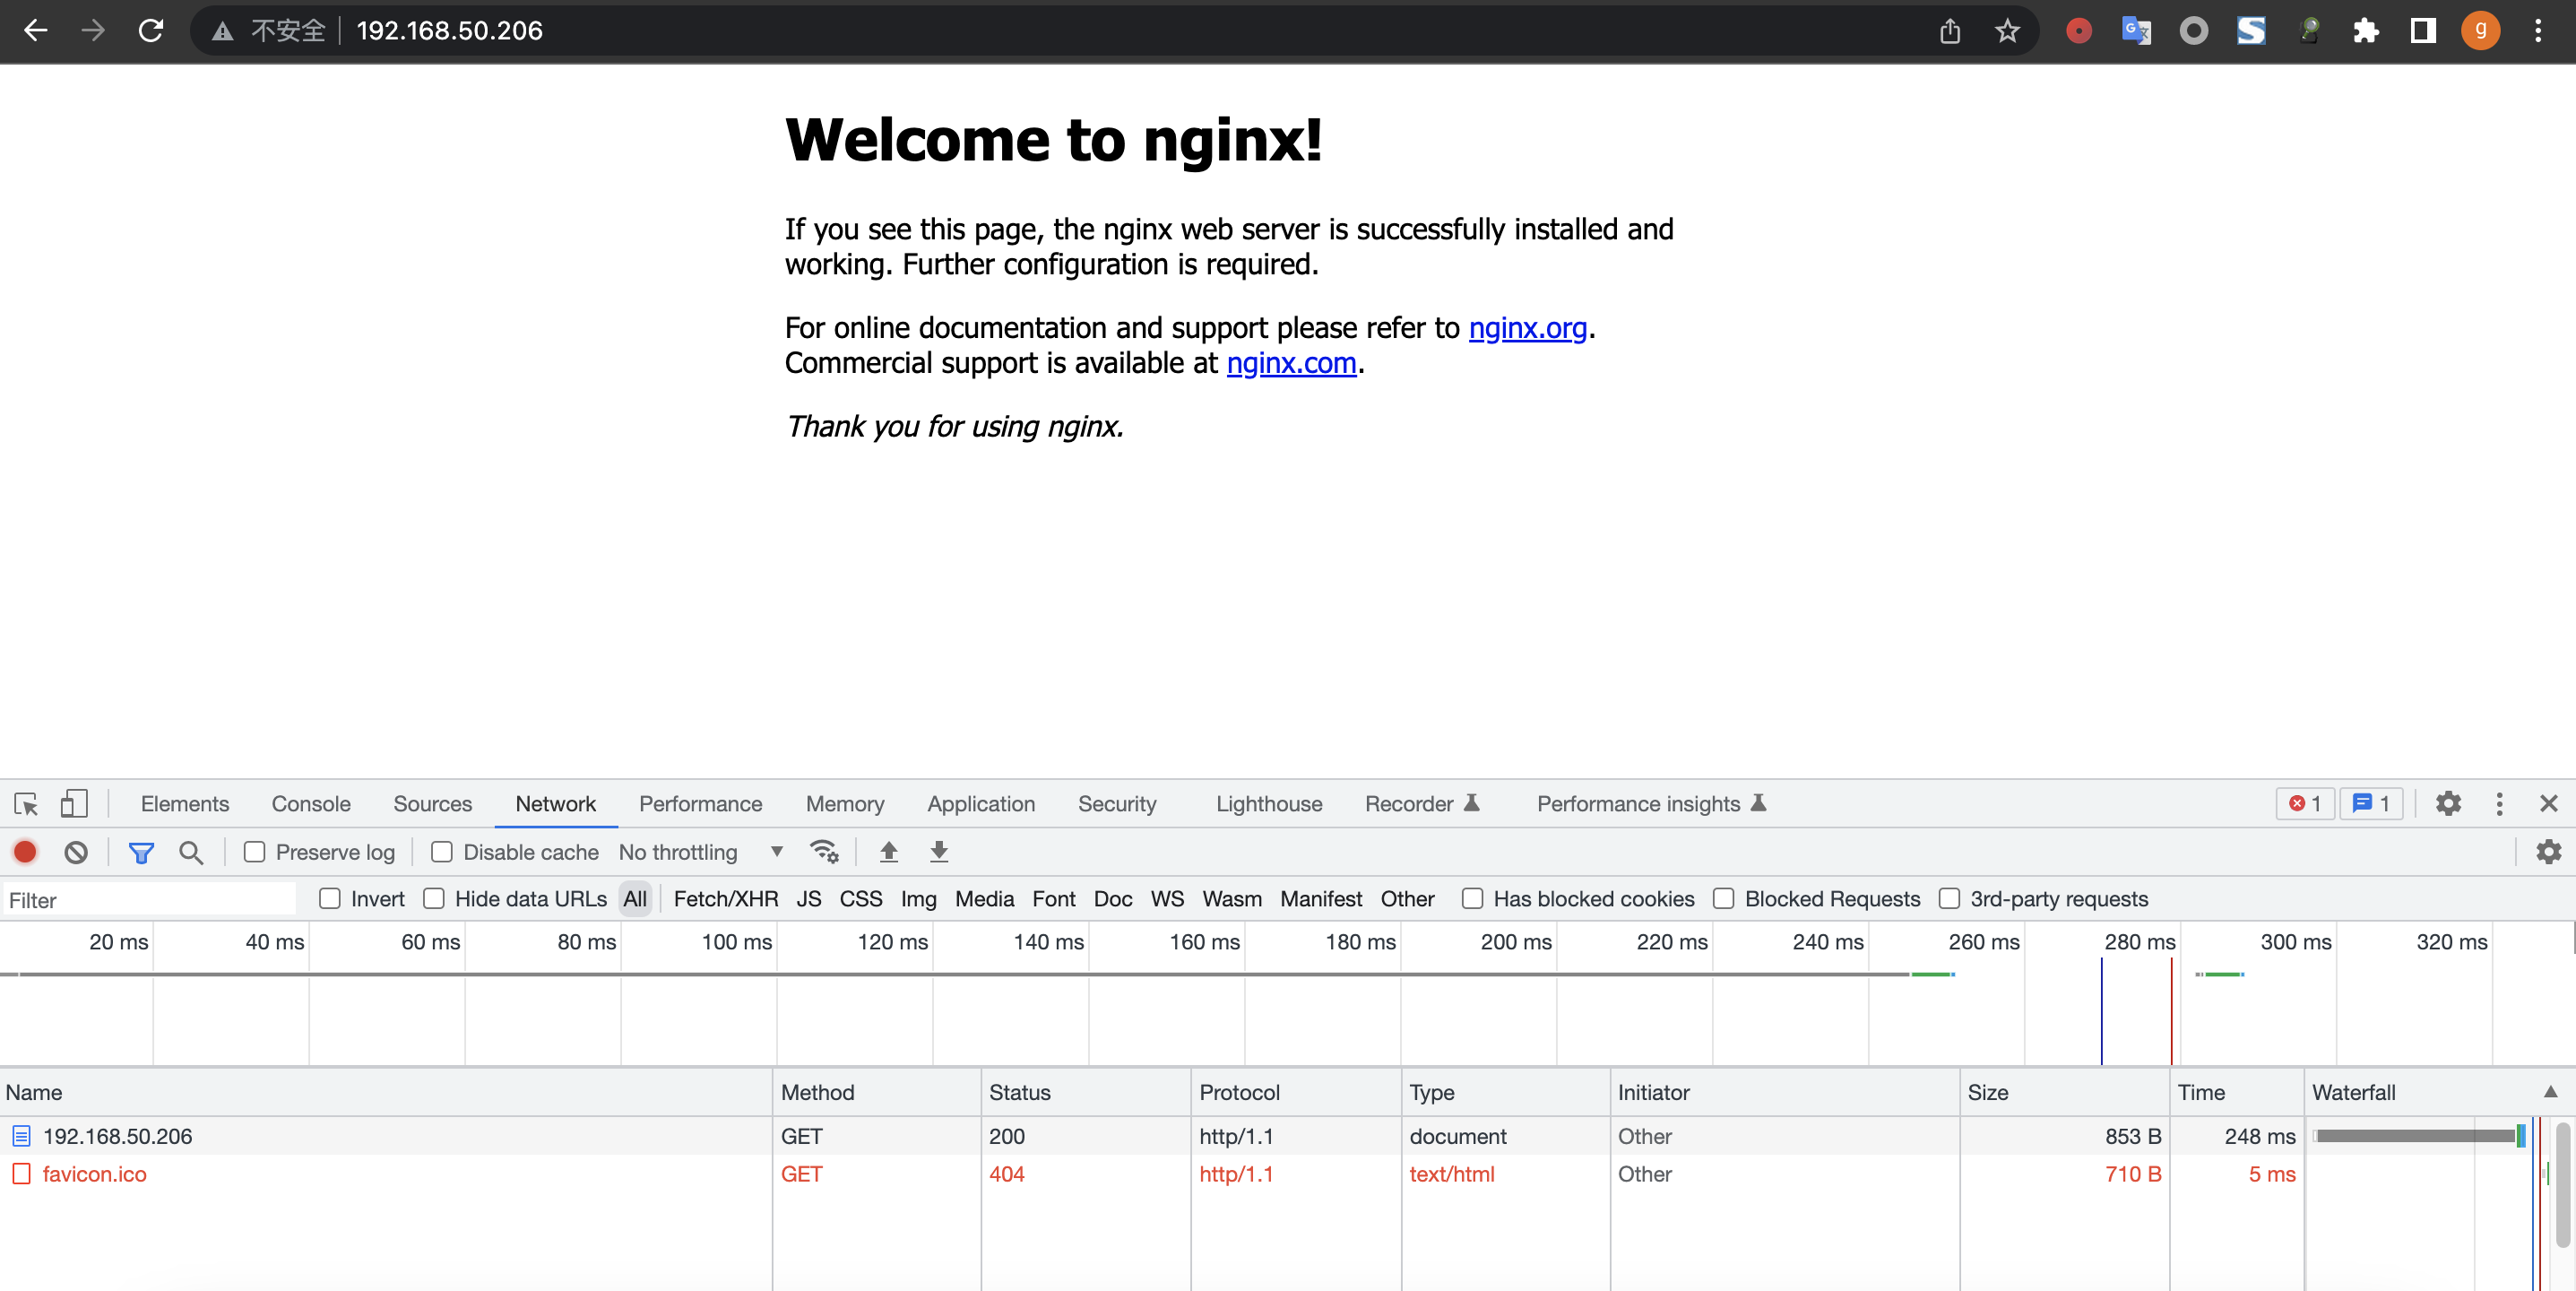 不安全 192.168.50.206 g
Welcome to nginx!
If you see this page, the nginx web server is successfully installed and
working. Further configuration is required.
For online documentation and support please refer to nginx.org.
Commercial support is available at nginx.com.
Thank you for using nginx.
Elements Console Sources Network Performance Memory Application Security Lighthouse Recorder Performance insights 1 1
Preserve log Disable cache No throttling
Filter Invert Hide data URLs All Fetch/XHR JS CSS Img Media Font Doc WS Wasm Manifest Other Has blocked cookies Blocked Requests 3rd-party requests
20 ms 40 ms 60 ms 80 ms 100 ms 120 ms 140 ms 160 ms 180 ms 200 ms 220 ms 240 ms 260 ms 280 ms 300 ms 320 ms
Name Method Status Protocol Type Initiator Size Time Waterfall
192.168.50.206 GET 200 http/1.1 document Other 853 B 248 ms
favicon.ico GET 404 http/1.1 text/html Other 710 B 5 ms